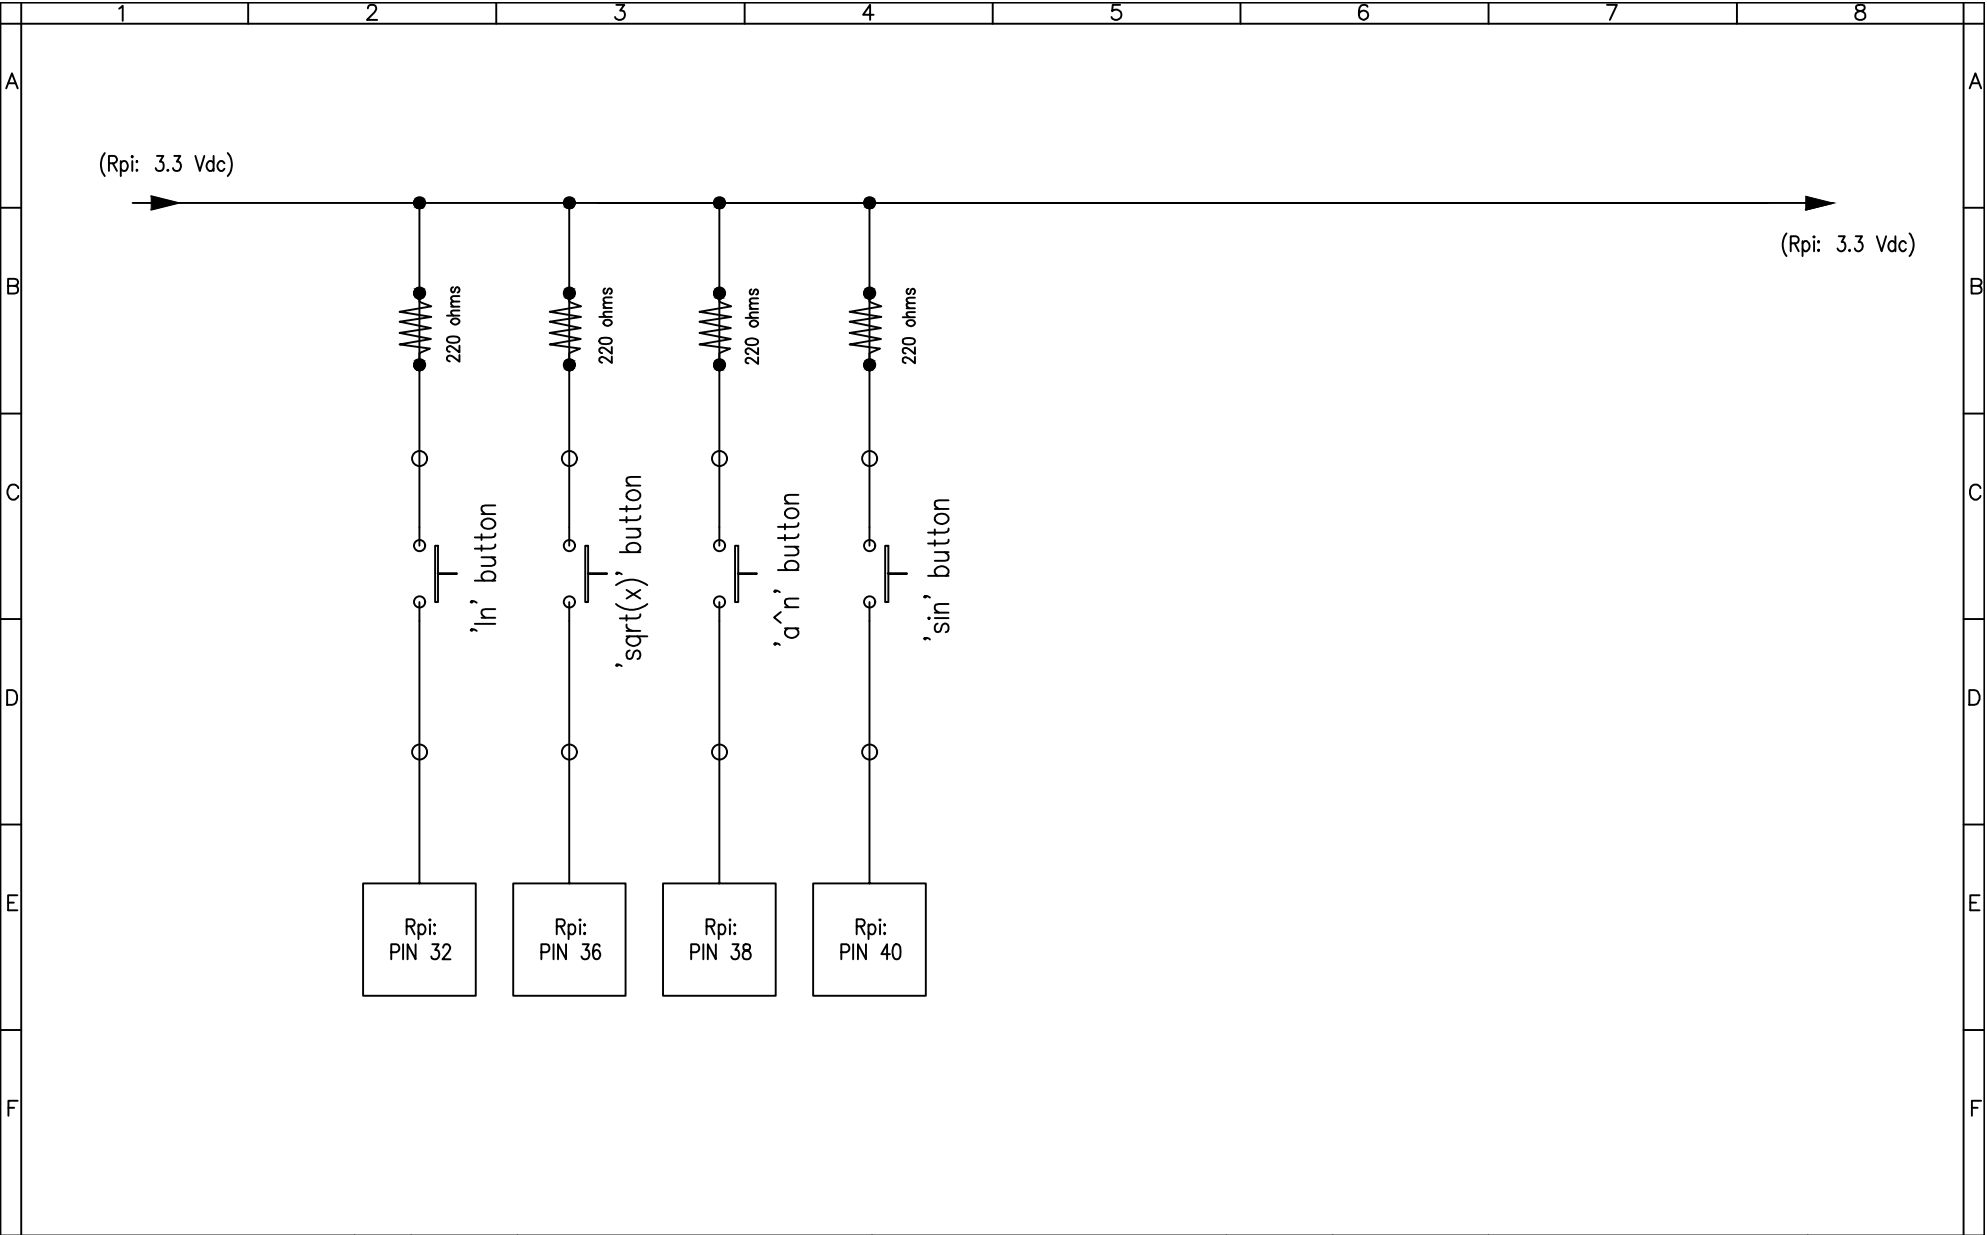 1 2 3 4 5 6 7 8
A A
(Rpi: 3.3 Vdc)
(Rpi: 3.3 Vdc)
B B
220 ohms
220 ohms
220 ohms
220 ohms
C C
'ln' button
'sqrt(x)' button
'a^n' button
'sin' button
D D
E E
Rpi:
PIN 32
Rpi:
PIN 36
Rpi:
PIN 38
Rpi:
PIN 40
F F